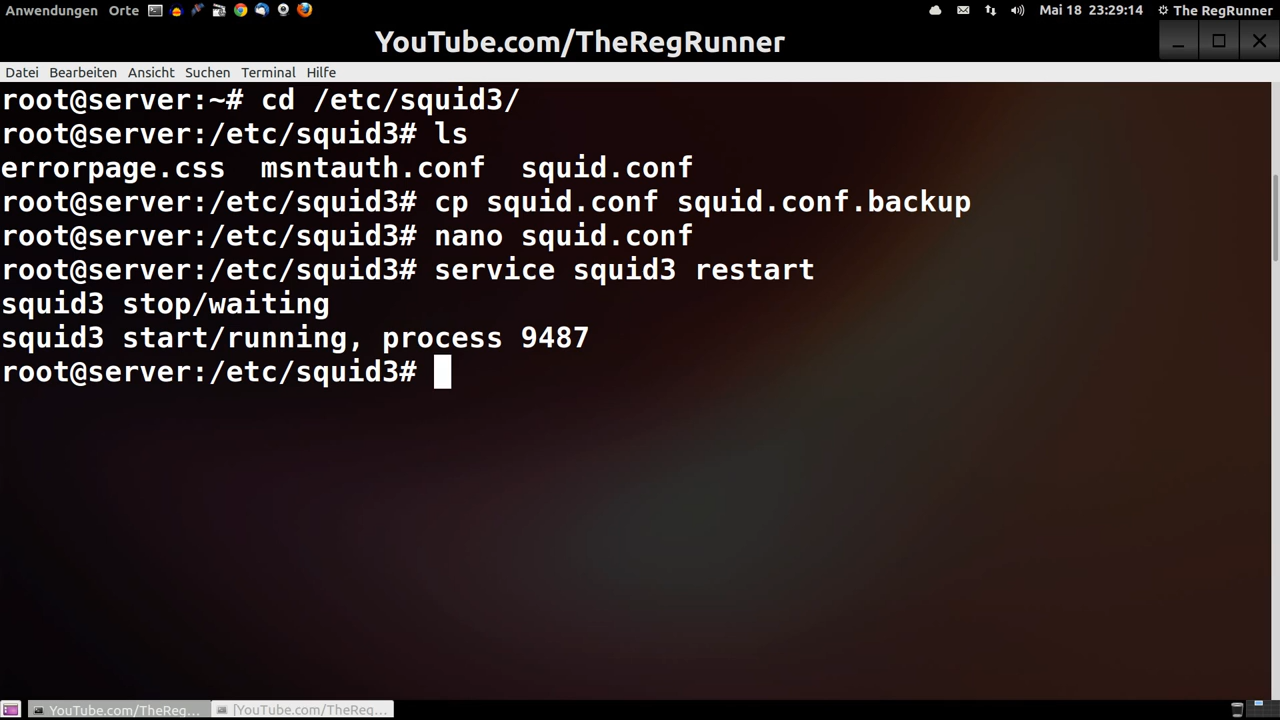 Anwendungen Orte Mai 18 23:29:14 The RegRunner
YouTube.com/TheRegRunner
Datei Bearbeiten Ansicht Suchen Terminal Hilfe
root@server:~# cd /etc/squid3/
root@server:/etc/squid3# ls
errorpage.css  msntauth.conf  squid.conf
root@server:/etc/squid3# cp squid.conf squid.conf.backup
root@server:/etc/squid3# nano squid.conf
root@server:/etc/squid3# service squid3 restart
squid3 stop/waiting
squid3 start/running, process 9487
root@server:/etc/squid3#
YouTube.com/TheReg... [YouTube.com/TheReg...